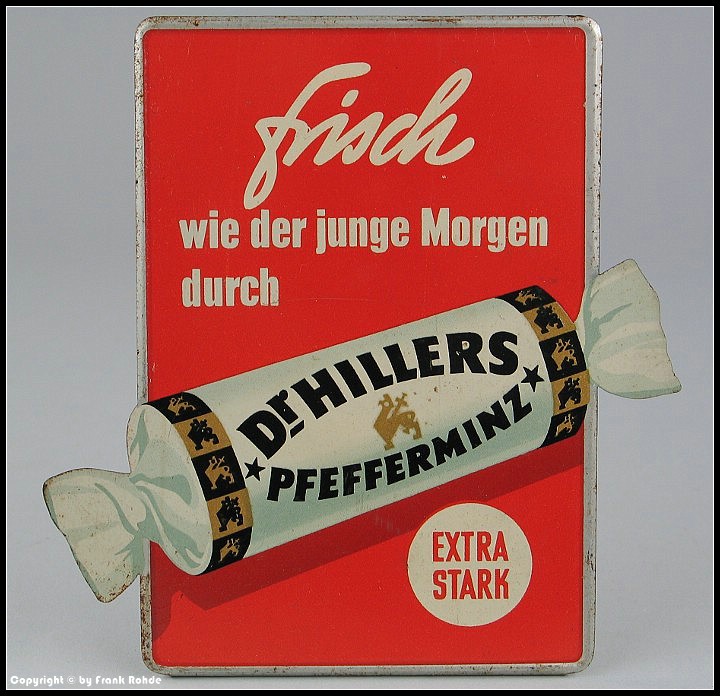 frisch
wie der junge Morgen
durch
Dr HILLERS
PFEFFERMINZ
EXTRA
STARK
Copyright © by Frank Rohde